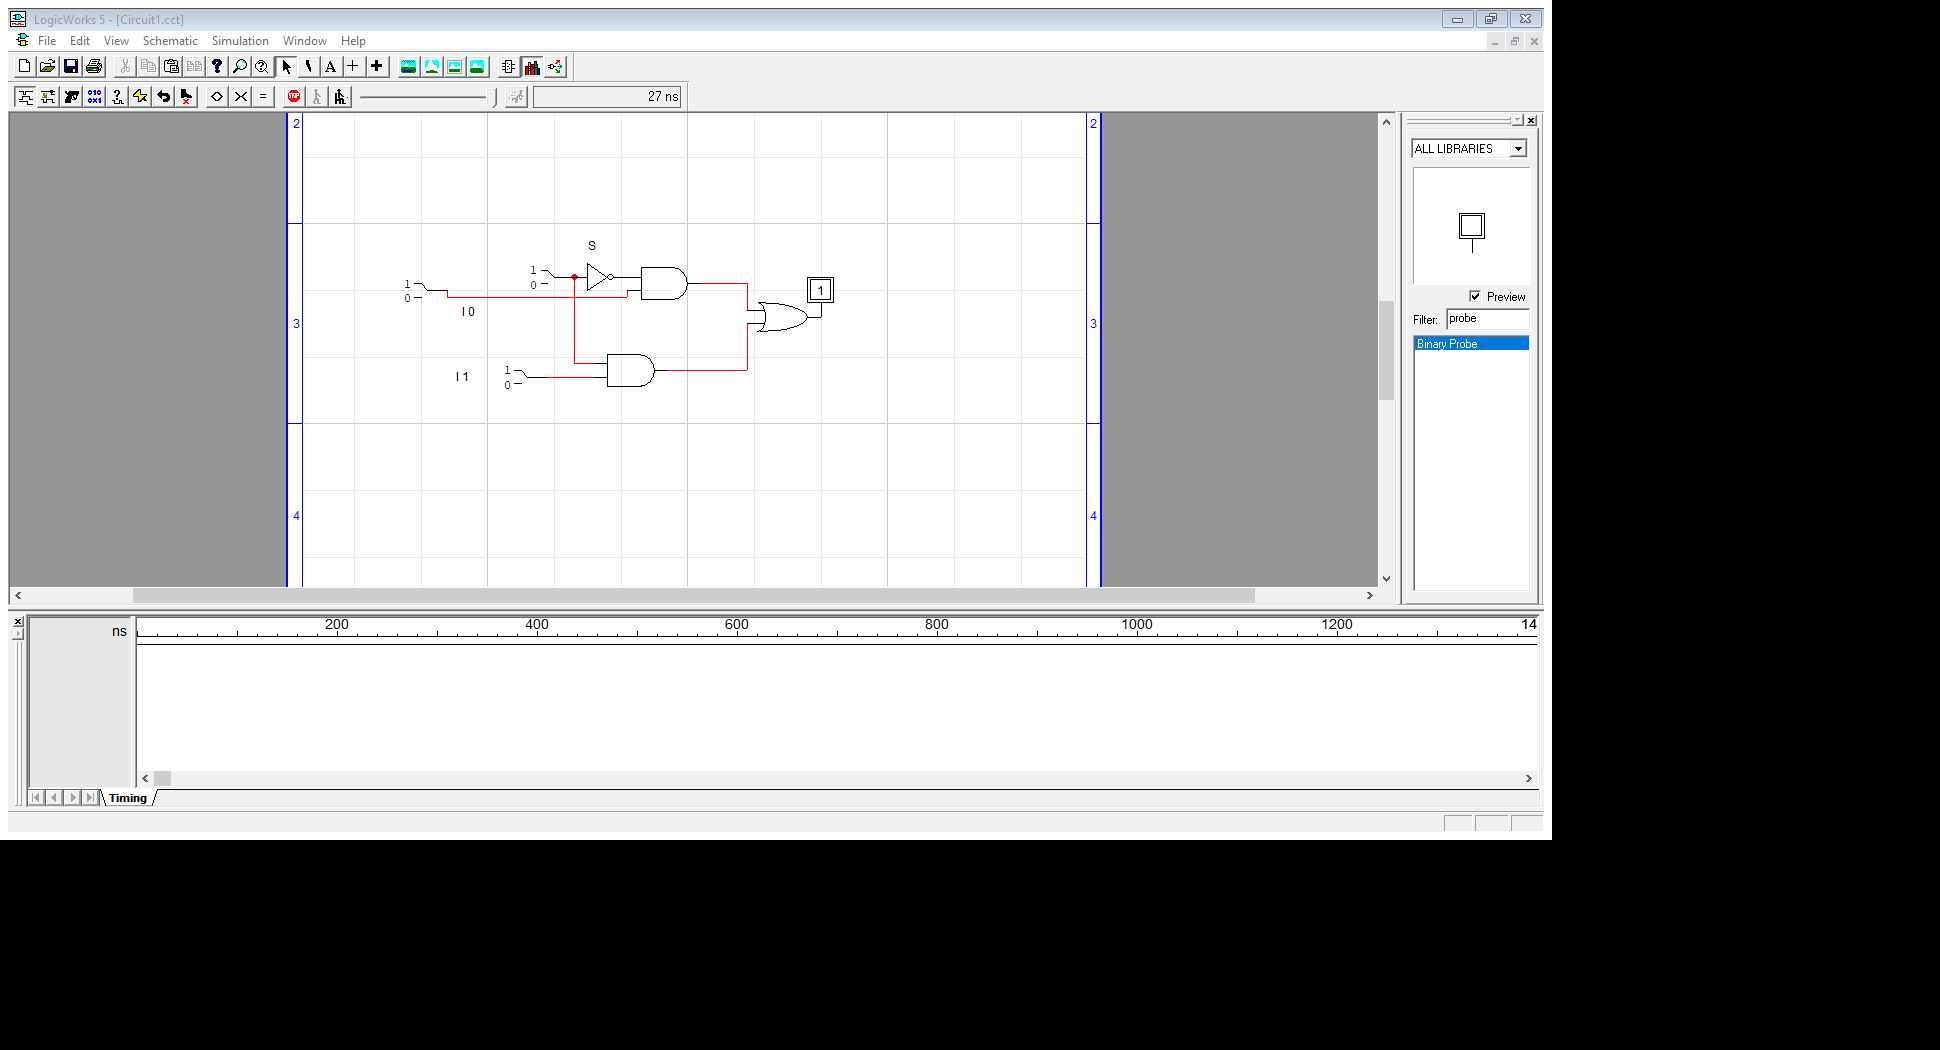 LogicWorks 5 - [Circuit1.cct]
File Edit View Schematic Simulation Window Help
27 ns
2 2
ALL LIBRARIES
S
1
0
1
0
I 0
1
3 3
Preview
Filter: probe
Binary Probe
I 1
1
0
4 4
ns 200 400 600 800 1000 1200 14
Timing